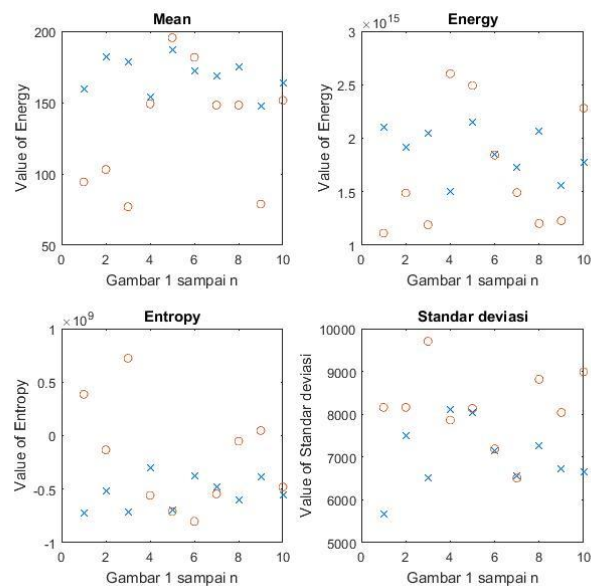 Mean
200
150
100
50
Value of Energy
0 2 4 6 8 10
Gambar 1 sampai n
Energy
×10^15
3
2.5
2
1.5
1
Value of Energy
0 2 4 6 8 10
Gambar 1 sampai n
Entropy
×10^9
1
0.5
0
-0.5
-1
Value of Entropy
0 2 4 6 8 10
Gambar 1 sampai n
Standar deviasi
10000
9000
8000
7000
6000
5000
Value of Standar deviasi
0 2 4 6 8 10
Gambar 1 sampai n